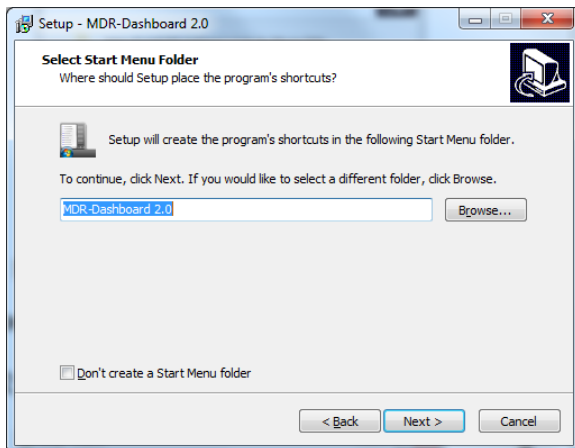 Setup - MDR-Dashboard 2.0
Select Start Menu Folder
Where should Setup place the program's shortcuts?
Setup will create the program's shortcuts in the following Start Menu folder.
To continue, click Next. If you would like to select a different folder, click Browse.
MDR-Dashboard 2.0
Browse...
Don't create a Start Menu folder
< Back
Next >
Cancel